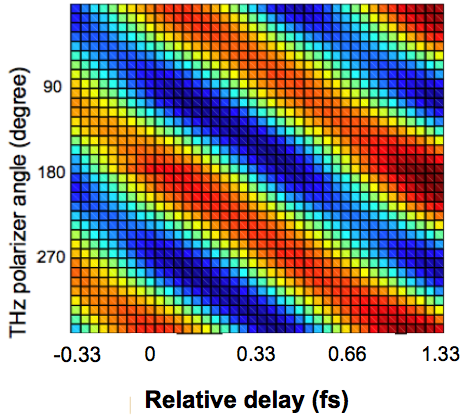 THz polarizer angle (degree)
90
180
270
-0.33 0 0.33 0.66 1.33
Relative delay (fs)